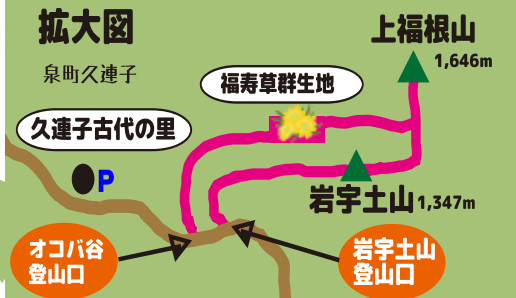 拡大図
泉町久連子
上福根山
1,646m
福寿草群生地
久連子古代の里
P
岩宇土山 1,347m
オコバ谷
登山口
岩宇土山
登山口